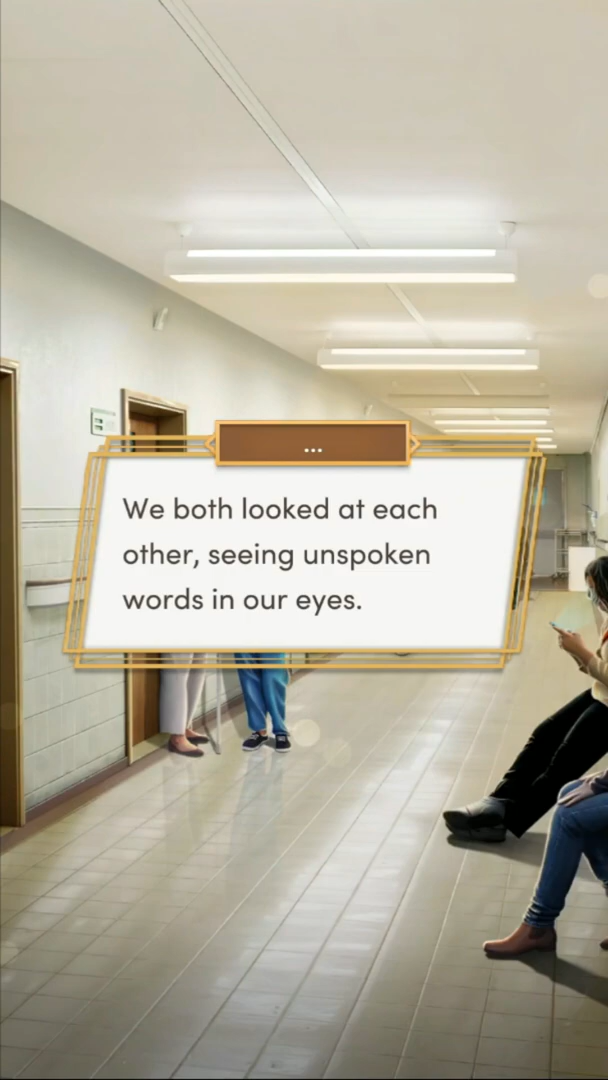 ...
We both looked at each
other, seeing unspoken
words in our eyes.